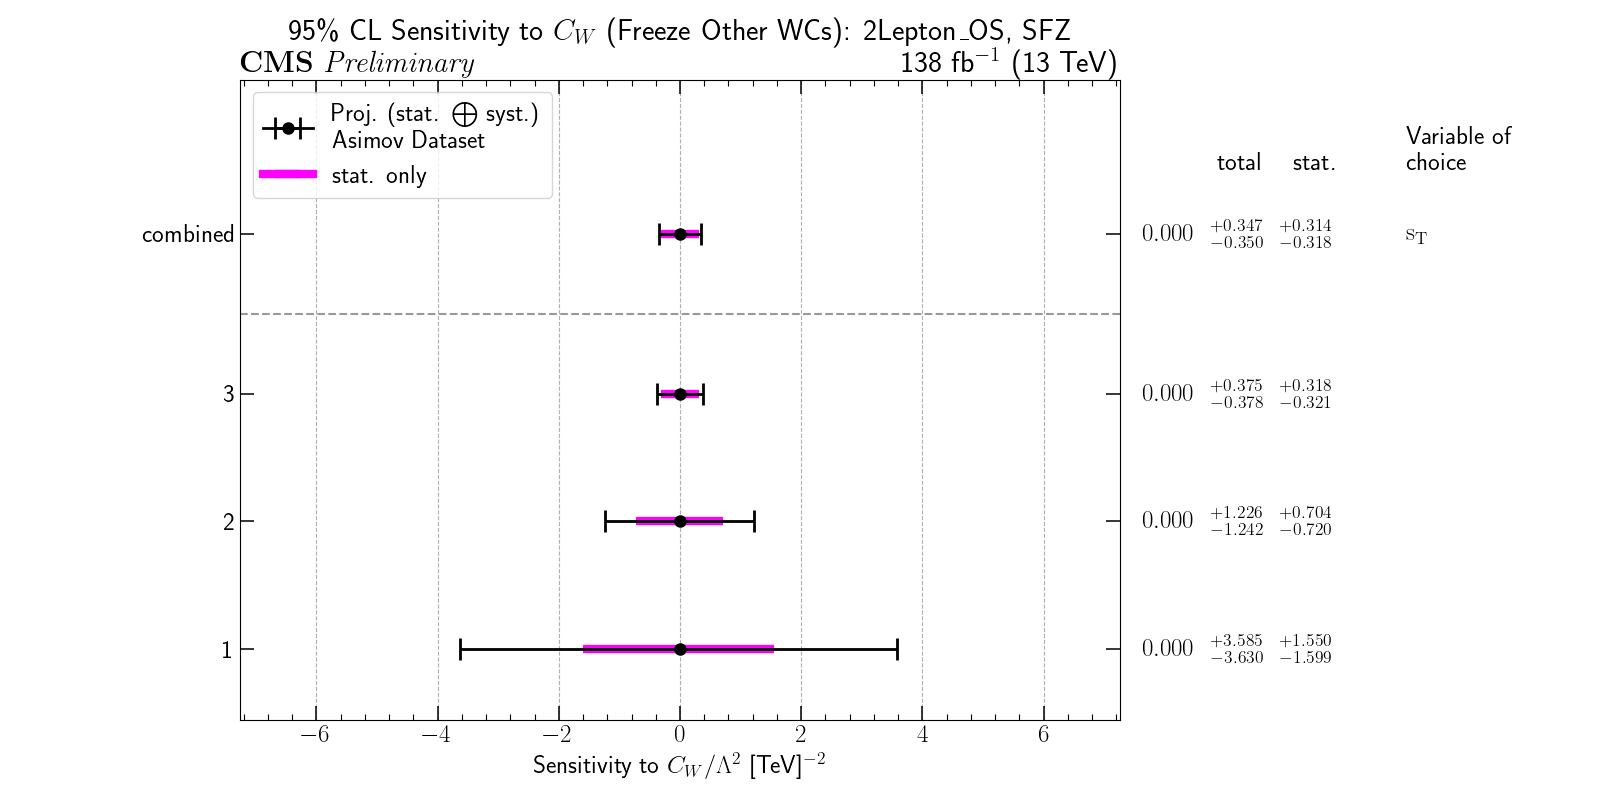 95% CL Sensitivity to C_W (Freeze Other WCs): 2Lepton_OS, SFZ
CMS Preliminary 138 fb⁻¹ (13 TeV)
Proj. (stat. ⨁ syst.)
Asimov Dataset
stat. only
Variable of
total stat. choice
combined 0.000 +0.347 −0.350 +0.314 −0.318 s_T
3 0.000 +0.375 −0.378 +0.318 −0.321
2 0.000 +1.226 −1.242 +0.704 −0.720
1 0.000 +3.585 −3.630 +1.550 −1.599
−6 −4 −2 0 2 4 6
Sensitivity to C_W/Λ² [TeV]⁻²